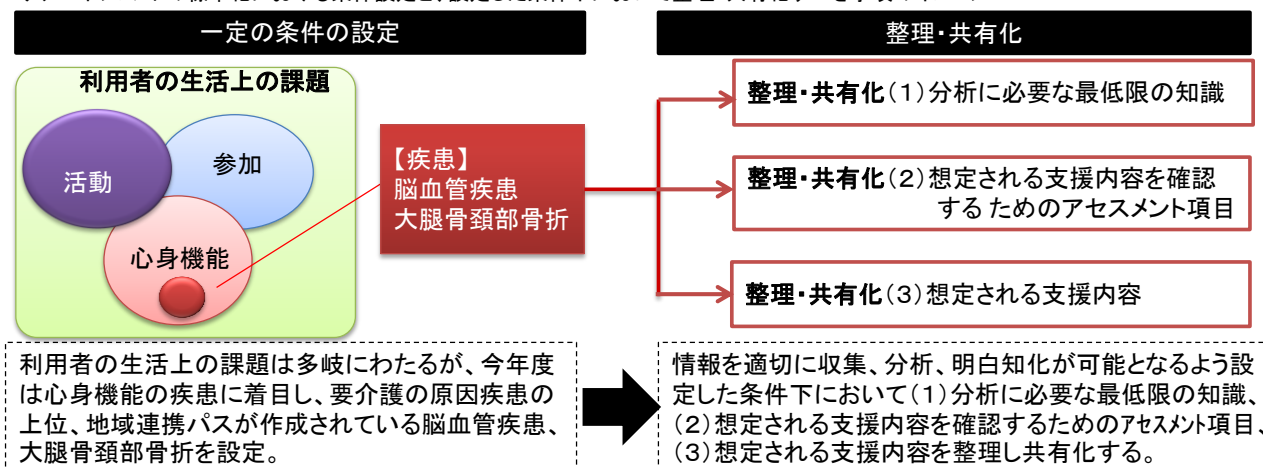 一定の条件の設定
整理・共有化
利用者の生活上の課題
活動
参加
心身機能
【疾患】
脳血管疾患
大腿骨頚部骨折
整理・共有化(1)分析に必要な最低限の知識
整理・共有化(2)想定される支援内容を確認
するためのアセスメント項目
整理・共有化(3)想定される支援内容
利用者の生活上の課題は多岐にわたるが、今年度
は心身機能の疾患に着目し、要介護の原因疾患の
上位、地域連携パスが作成されている脳血管疾患、
大腿骨頚部骨折を設定。
情報を適切に収集、分析、明白知化が可能となるよう設
定した条件下において(1)分析に必要な最低限の知識、
(2)想定される支援内容を確認するためのアセスメント項目、
(3)想定される支援内容を整理し共有化する。